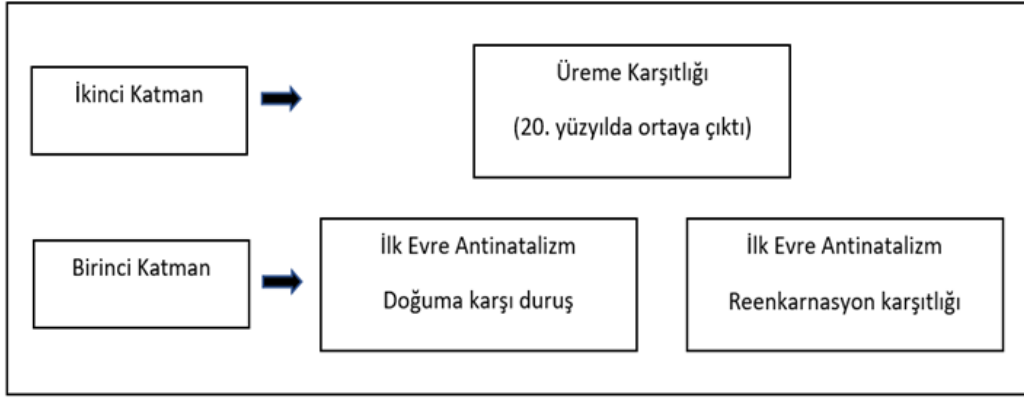 İkinci Katman
Üreme Karşıtlığı
(20. yüzyılda ortaya çıktı)
Birinci Katman
İlk Evre Antinatalizm
Doğuma karşı duruş
İlk Evre Antinatalizm
Reenkarnasyon karşıtlığı